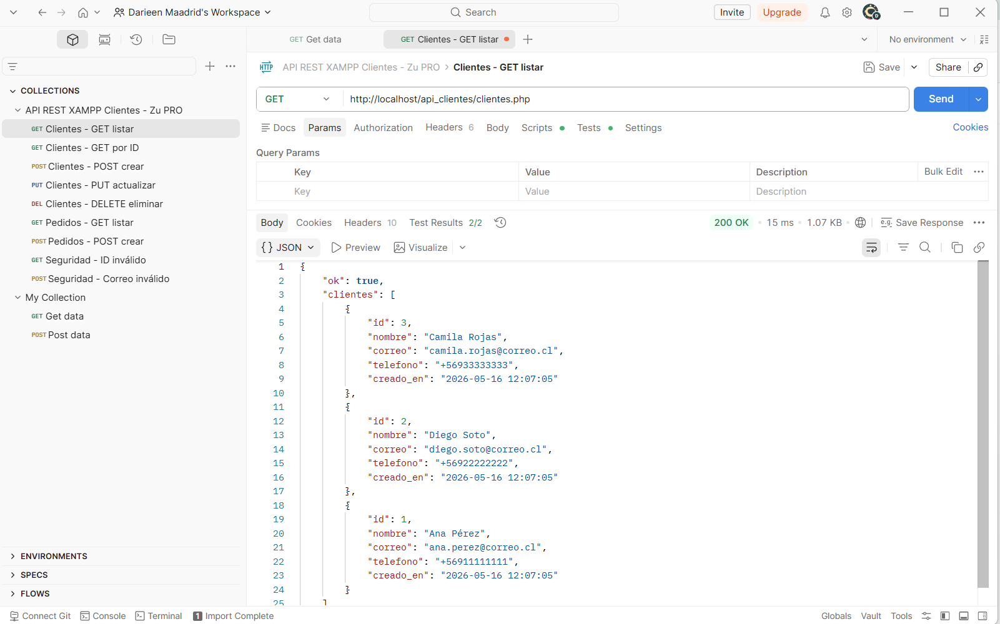 Darieen Maadrid's Workspace
Search
Invite
Upgrade
GET Get data
GET Clientes - GET listar
No environment
COLLECTIONS
API REST XAMPP Clientes - Zu PRO
GET Clientes - GET listar
GET Clientes - GET por ID
POST Clientes - POST crear
PUT Clientes - PUT actualizar
DEL Clientes - DELETE eliminar
GET Pedidos - GET listar
POST Pedidos - POST crear
GET Seguridad - ID inválido
POST Seguridad - Correo inválido
My Collection
GET Get data
POST Post data
ENVIRONMENTS
SPECS
FLOWS
HTTP API REST XAMPP Clientes - Zu PRO > Clientes - GET listar
Save
Share
GET http://localhost/api_clientes/clientes.php
Send
Docs Params Authorization Headers 6 Body Scripts Tests Settings
Cookies
Query Params
Key Value Description Bulk Edit
Key Value Description
Body Cookies Headers 10 Test Results 2/2
200 OK 15 ms 1.07 KB e.g. Save Response
{} JSON Preview Visualize
1 {
2 "ok": true,
3 "clientes": [
4 {
5 "id": 3,
6 "nombre": "Camila Rojas",
7 "correo": "camila.rojas@correo.cl",
8 "telefono": "+56933333333",
9 "creado_en": "2026-05-16 12:07:05"
10 },
11 {
12 "id": 2,
13 "nombre": "Diego Soto",
14 "correo": "diego.soto@correo.cl",
15 "telefono": "+56922222222",
16 "creado_en": "2026-05-16 12:07:05"
17 },
18 {
19 "id": 1,
20 "nombre": "Ana Pérez",
21 "correo": "ana.perez@correo.cl",
22 "telefono": "+56911111111",
23 "creado_en": "2026-05-16 12:07:05"
24 }
25 ]
Connect Git Console Terminal 1 Import Complete
Globals Vault Tools